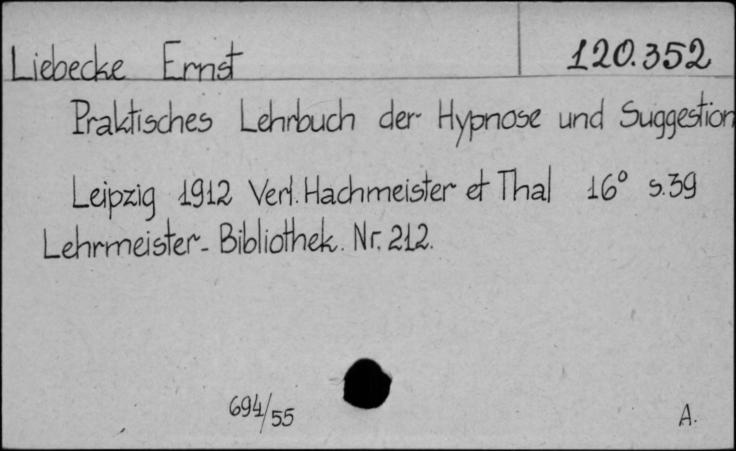 Liebecke Ernst 120.352
Praktisches Lehrbuch der Hypnose und Suggestion
Leipzig 1912 Verl. Hachmeister et Thal 16° s.39
Lehrmeister-Bibliothek. Nr. 212.
694/55 A.